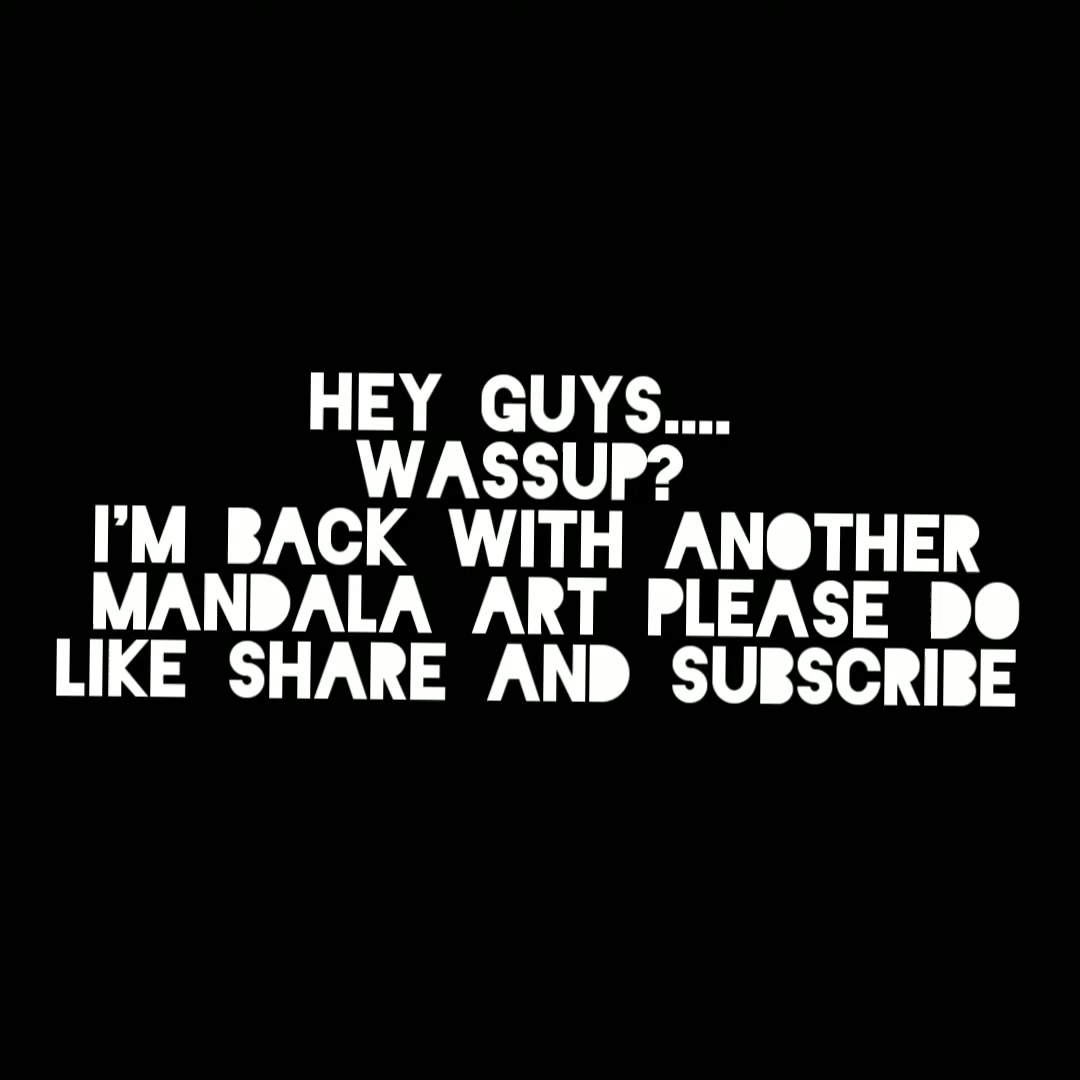 HEY GUYS....
WASSUP?
I'M BACK WITH ANOTHER
MANDALA ART PLEASE DO
LIKE SHARE AND SUBSCRIBE